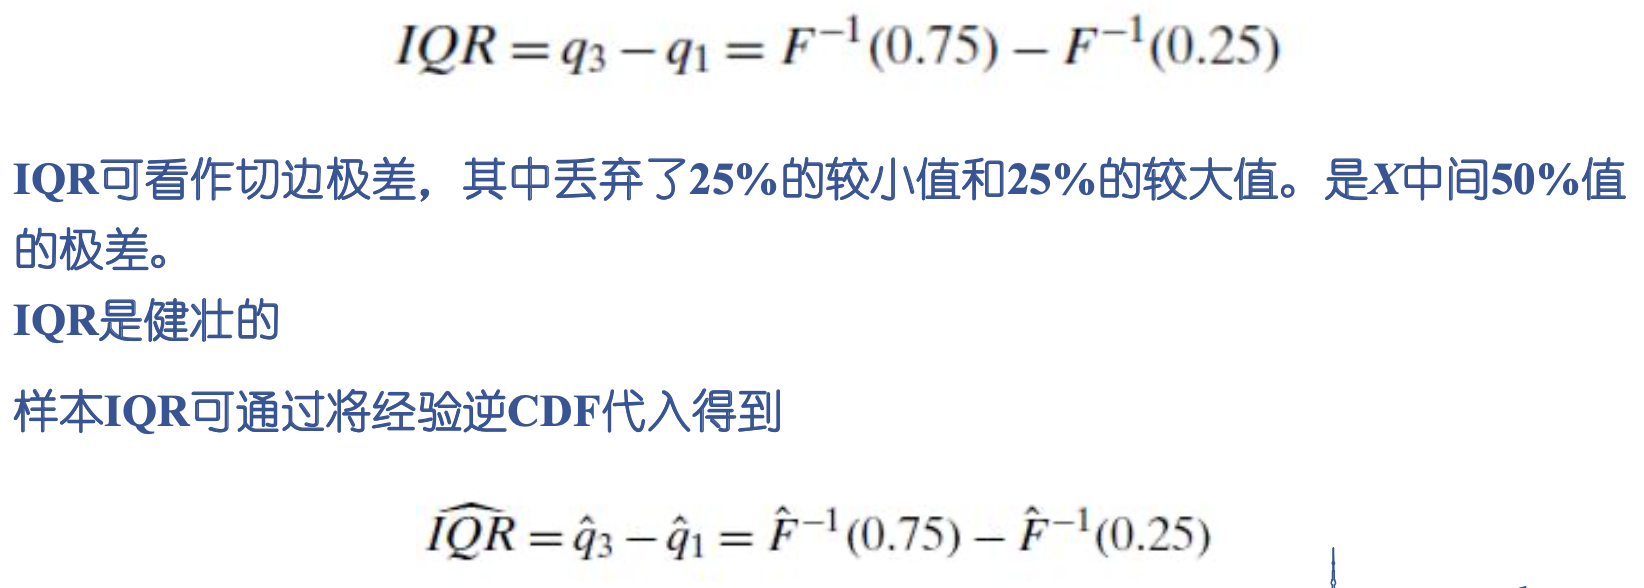 IQR = q₃ − q₁ = F⁻¹(0.75) − F⁻¹(0.25)
IQR可看作切边极差，其中丢弃了25%的较小值和25%的较大值。是X中间50%值
的极差。
IQR是健壮的
样本IQR可通过将经验逆CDF代入得到
\widehat{IQR} = q̂₃ − q̂₁ = F̂⁻¹(0.75) − F̂⁻¹(0.25)